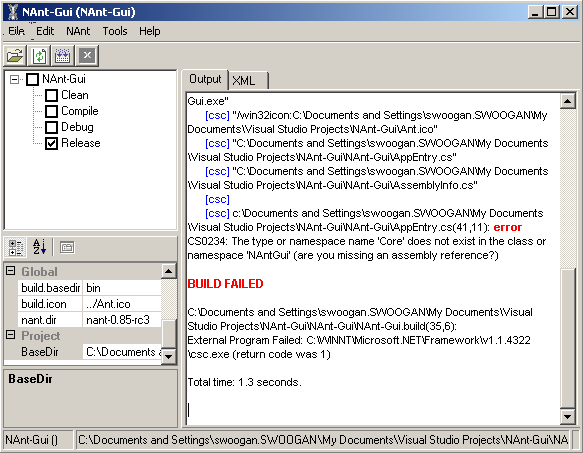 NAnt-Gui (NAnt-Gui)
File Edit NAnt Tools Help
NAnt-Gui
Clean
Compile
Debug
Release
Global
build.basedir bin
build.icon ../Ant.ico
nant.dir nant-0.85-rc3
Project
BaseDir C:\Documents a
BaseDir
Output XML
Gui.exe"
[csc] "/win32icon:C:\Documents and Settings\swoogan.SWOOGAN\My
Documents\Visual Studio Projects\NAnt-Gui\Ant.ico"
[csc] "C:\Documents and Settings\swoogan.SWOOGAN\My Documents
\Visual Studio Projects\NAnt-Gui\NAnt-Gui\AppEntry.cs"
[csc] "C:\Documents and Settings\swoogan.SWOOGAN\My Documents
\Visual Studio Projects\NAnt-Gui\NAnt-Gui\AssemblyInfo.cs"
[csc]
[csc] c:\Documents and Settings\swoogan.SWOOGAN\My Documents
\Visual Studio Projects\NAnt-Gui\NAnt-Gui\AppEntry.cs(41,11): error
CS0234: The type or namespace name 'Core' does not exist in the class or
namespace 'NAntGui' (are you missing an assembly reference?)
BUILD FAILED
C:\Documents and Settings\swoogan.SWOOGAN\My Documents\Visual
Studio Projects\NAnt-Gui\NAnt-Gui\NAnt-Gui.build(35,6):
External Program Failed: C:\WINNT\Microsoft.NET\Framework\v1.1.4322
\csc.exe (return code was 1)
Total time: 1.3 seconds.
NAnt-Gui () C:\Documents and Settings\swoogan.SWOOGAN\My Documents\Visual Studio Projects\NAnt-Gui\NA